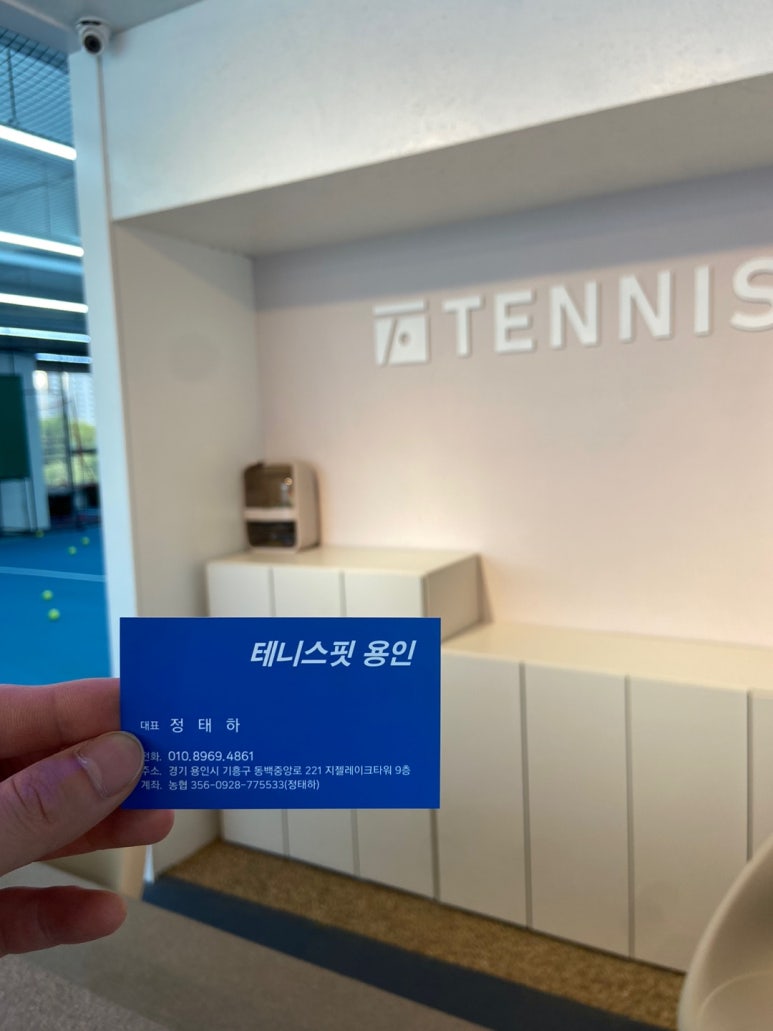 TENNIS
테니스핏 용인
대표 정 태 하
전화. 010.8969.4861
주소. 경기 용인시 기흥구 동백중앙로 221 지젤레이크타워 9층
계좌. 농협 356-0928-775533(정태하)